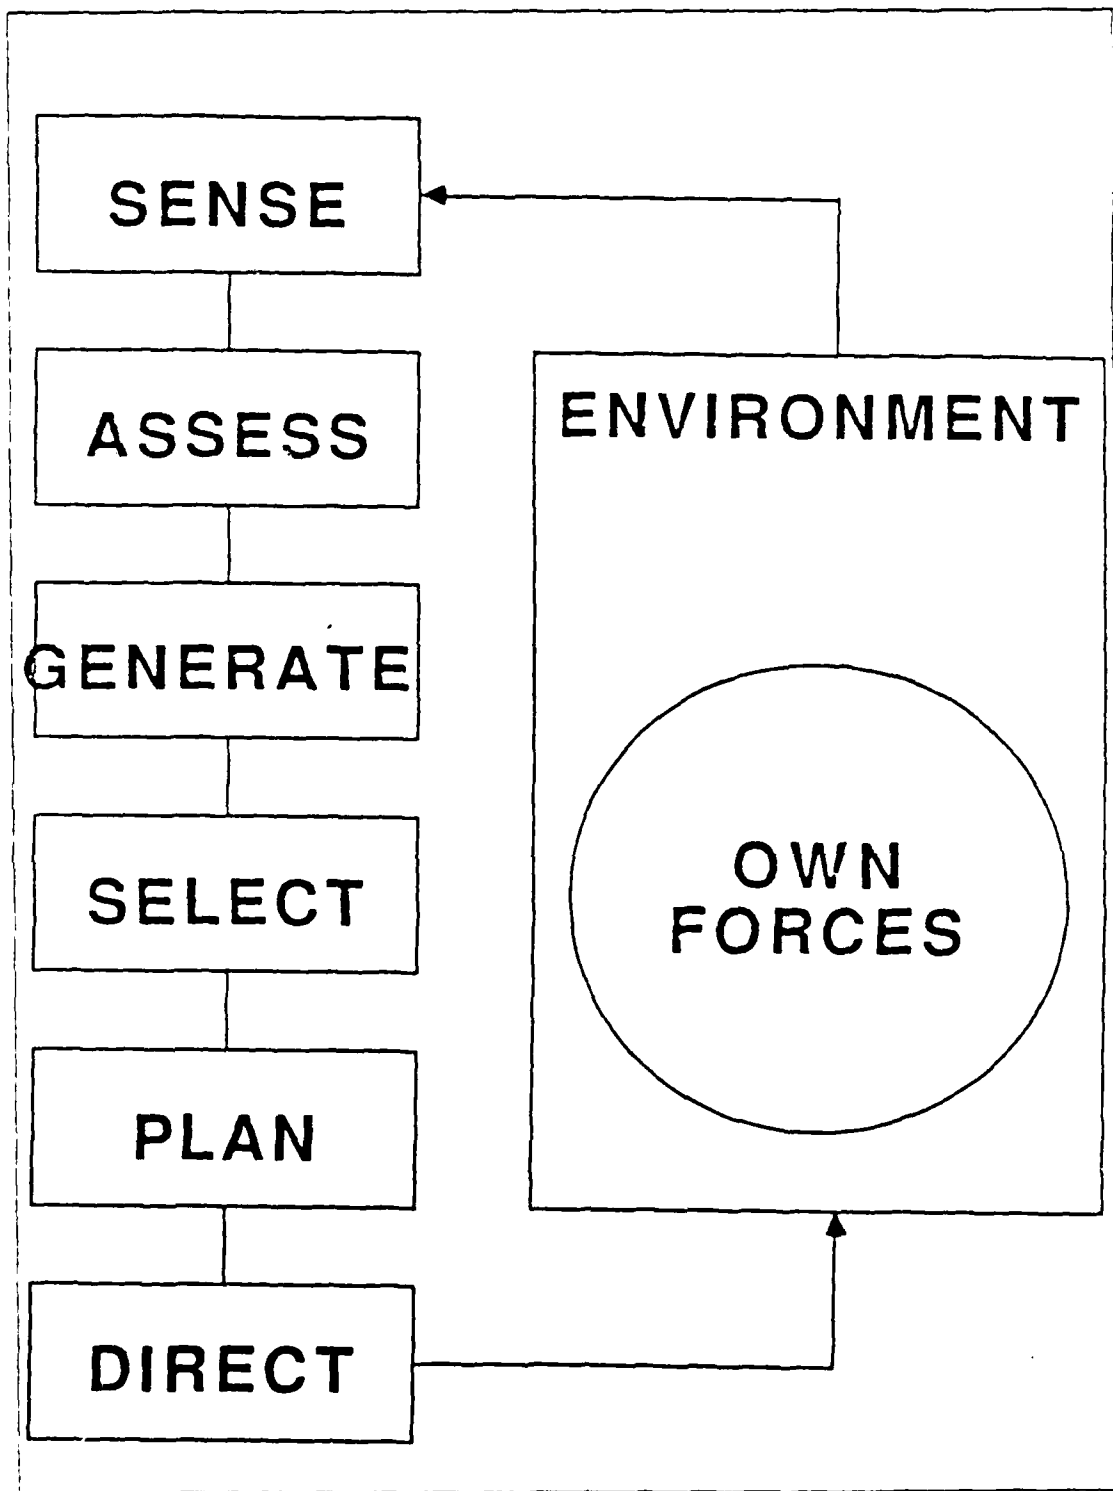 SENSE
ASSESS
GENERATE
SELECT
PLAN
DIRECT
ENVIRONMENT
OWN
FORCES